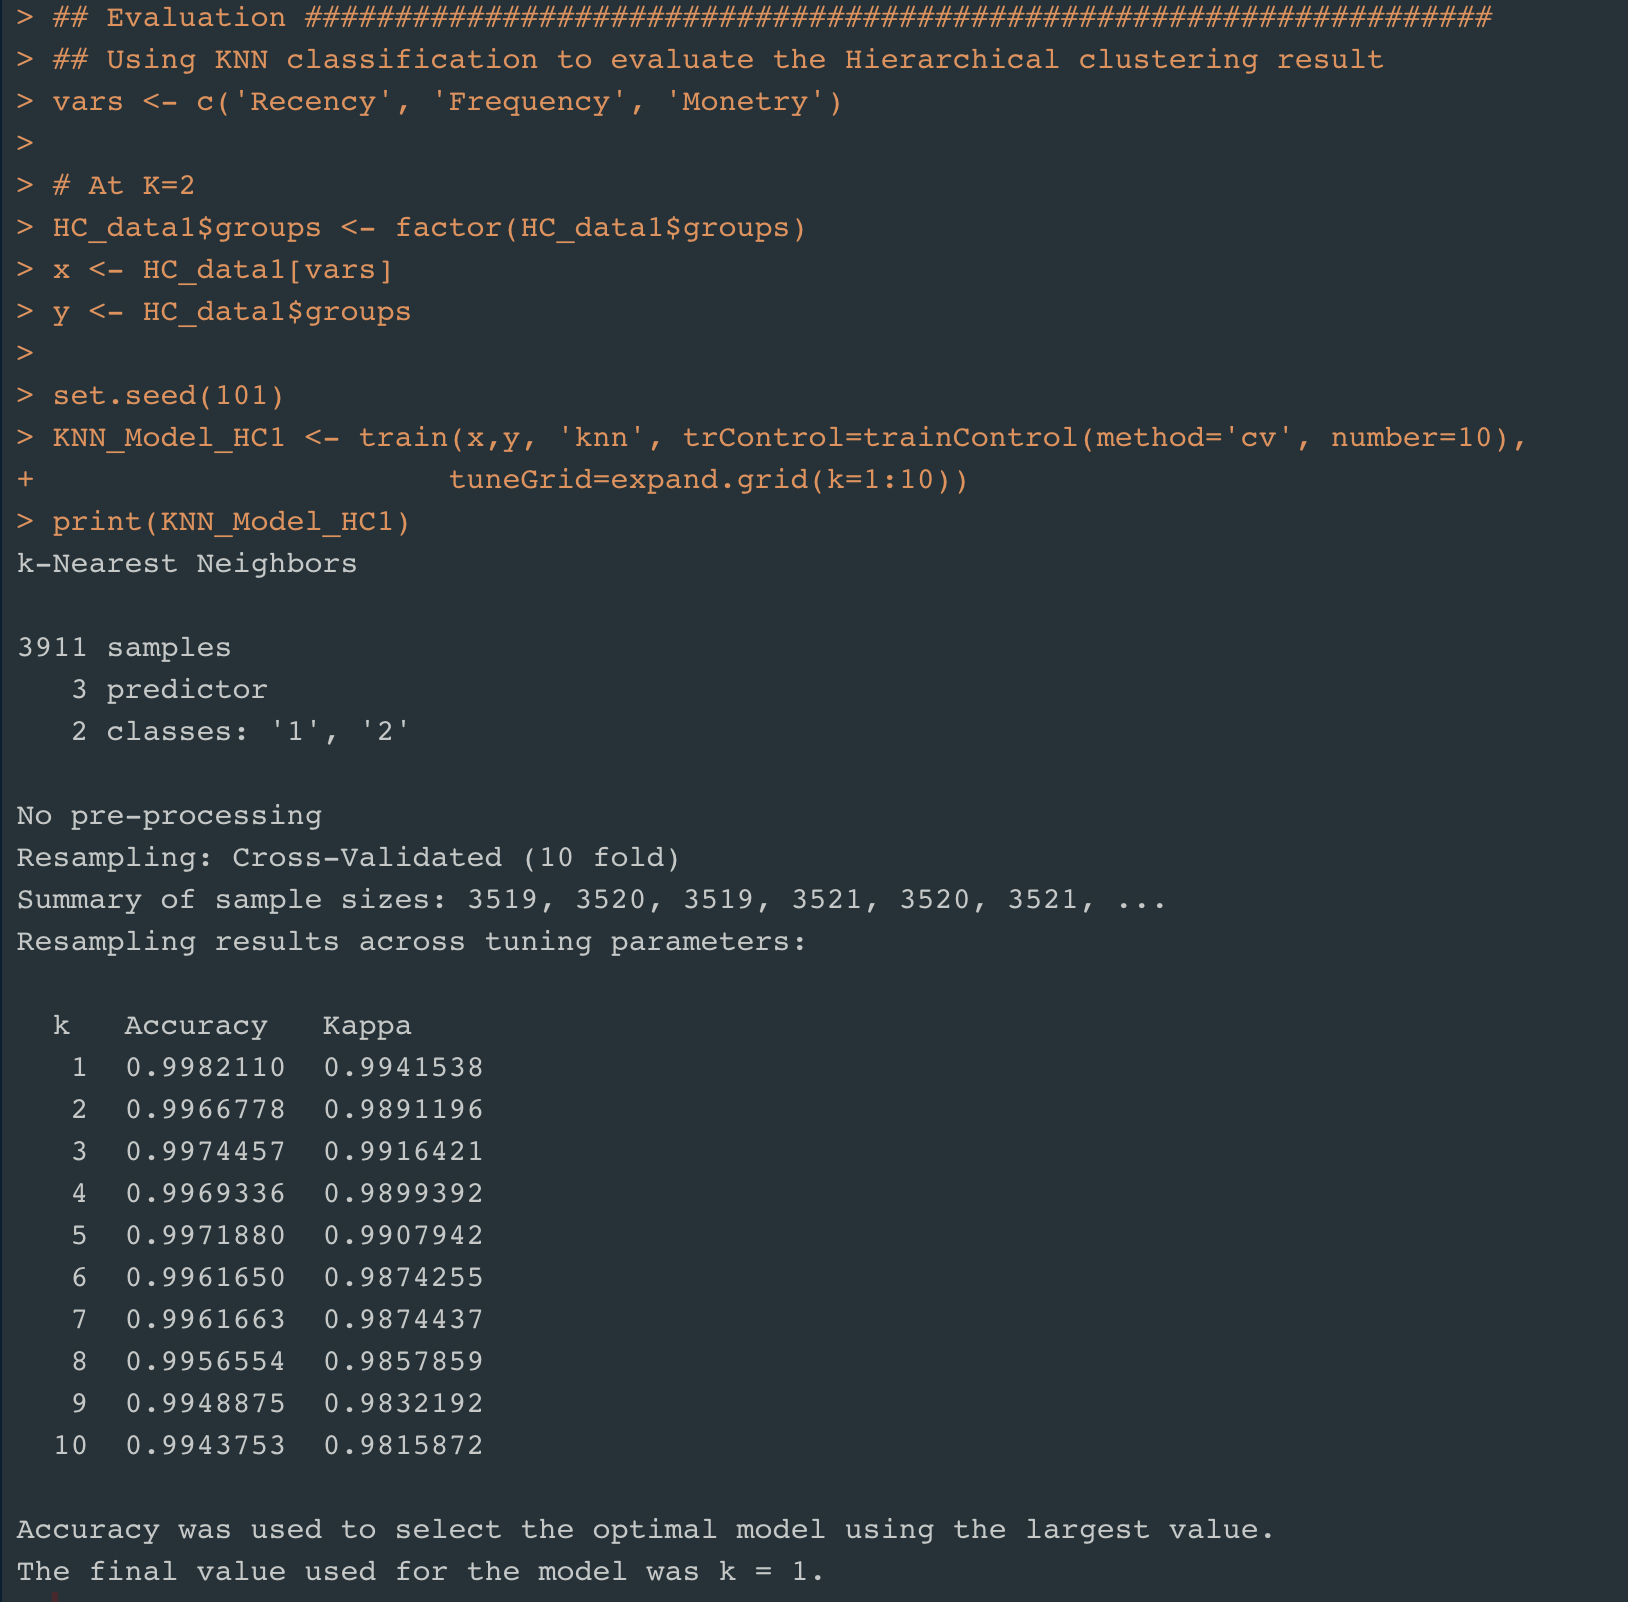 > ## Evaluation ##################################################################
> ## Using KNN classification to evaluate the Hierarchical clustering result
> vars <- c('Recency', 'Frequency', 'Monetry')
>
> # At K=2
> HC_data1$groups <- factor(HC_data1$groups)
> x <- HC_data1[vars]
> y <- HC_data1$groups
>
> set.seed(101)
> KNN_Model_HC1 <- train(x,y, 'knn', trControl=trainControl(method='cv', number=10),
+                       tuneGrid=expand.grid(k=1:10))
> print(KNN_Model_HC1)
k-Nearest Neighbors
3911 samples
   3 predictor
   2 classes: '1', '2'
No pre-processing
Resampling: Cross-Validated (10 fold)
Summary of sample sizes: 3519, 3520, 3519, 3521, 3520, 3521, ...
Resampling results across tuning parameters:
  k   Accuracy   Kappa
   1  0.9982110  0.9941538
   2  0.9966778  0.9891196
   3  0.9974457  0.9916421
   4  0.9969336  0.9899392
   5  0.9971880  0.9907942
   6  0.9961650  0.9874255
   7  0.9961663  0.9874437
   8  0.9956554  0.9857859
   9  0.9948875  0.9832192
  10  0.9943753  0.9815872
Accuracy was used to select the optimal model using the largest value.
The final value used for the model was k = 1.